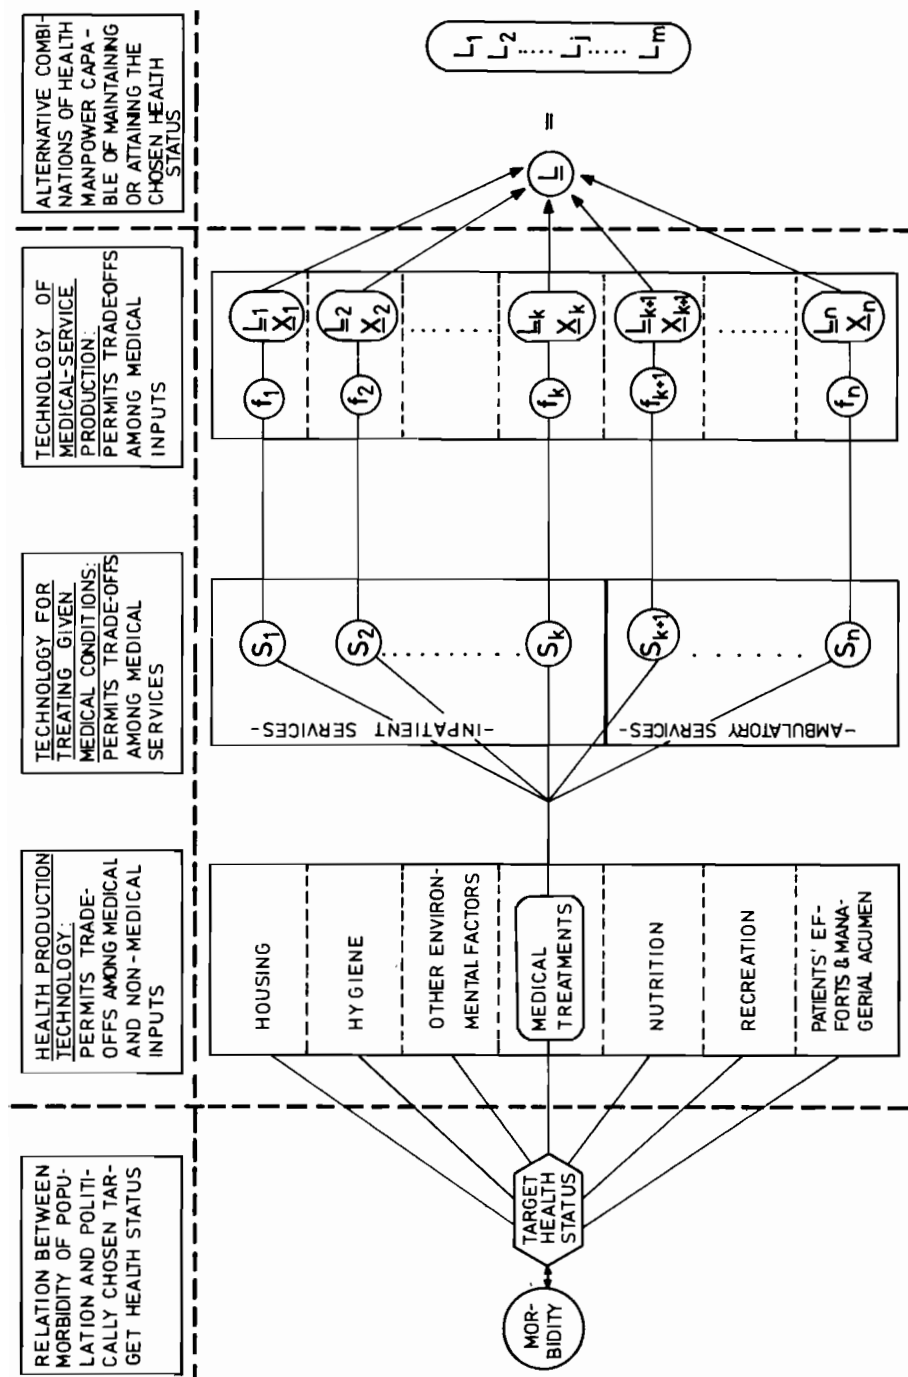 RELATION BETWEEN
MORBIDITY OF POPU-
LATION AND POLITI-
CALLY CHOSEN TAR-
GET HEALTH STATUS
HEALTH PRODUCTION
TECHNOLOGY:
PERMITS TRADE-
OFFS AMONG MEDICAL
AND NON-MEDICAL
INPUTS
TECHNOLOGY FOR
TREATING GIVEN
MEDICAL CONDITIONS:
PERMITS TRADE-OFFS
AMONG MEDICAL
SERVICES
TECHNOLOGY OF
MEDICAL-SERVICE
PRODUCTION:
PERMITS TRADEOFFS
AMONG MEDICAL
INPUTS
ALTERNATIVE COMBI-
NATIONS OF HEALTH
MANPOWER CAPA-
BLE OF MAINTAINING
OR ATTAINING THE
CHOSEN HEALTH
STATUS
MOR-
BIDITY
TARGET
HEALTH
STATUS
HOUSING
HYGIENE
OTHER ENVIRON-
MENTAL FACTORS
MEDICAL
TREATMENTS
NUTRITION
RECREATION
PATIENTS' EF-
FORTS & MANA-
GERIAL ACUMEN
-INPATIENT SERVICES-
-AMBULATORY SERVICES-
S1
S2
..........
Sk
Sk+1
........
Sn
f1
f2
fk
fk+1
fn
L1
X1
L2
X2
........
Lk
Xk
Lk+1
Xk+1
........
Ln
Xn
L
=
L1
L2
.....
Lj
.....
Lm